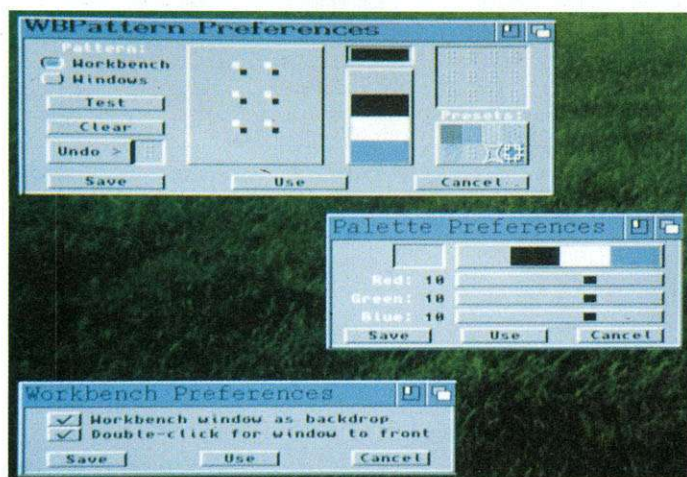 WBPattern Preferences
Pattern:
Workbench
Windows
Test
Clear
Undo >
Presets:
Save
Use
Cancel
Palette Preferences
Red: 10
Green: 10
Blue: 10
Save
Use
Cancel
Workbench Preferences
Workbench window as backdrop
Double-click for window to front
Save
Use
Cancel